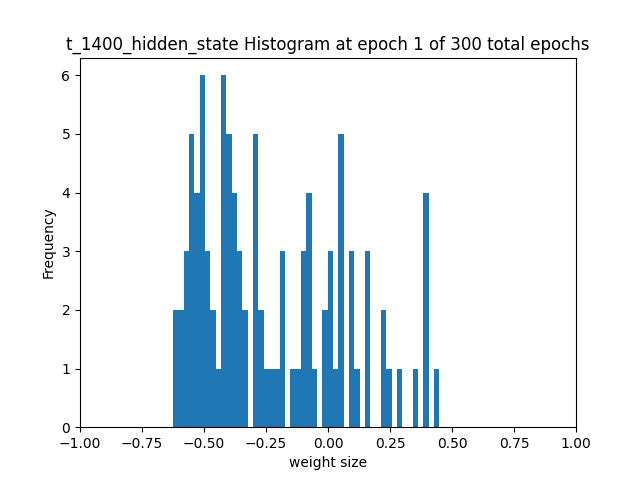 t_1400_hidden_state Histogram at epoch 1 of 300 total epochs
Frequency
6
5
4
3
2
1
0
−1.00 −0.75 −0.50 −0.25 0.00 0.25 0.50 0.75 1.00
weight size